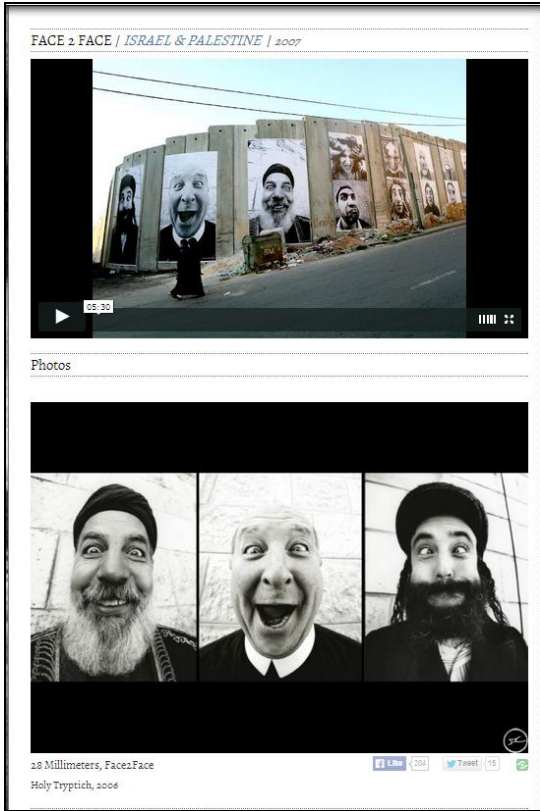 FACE 2 FACE | ISRAEL & PALESTINE | 2007
05:30
Photos
28 Millimeters, Face2Face
Like 284 Tweet 15
Holy Tryptich, 2006